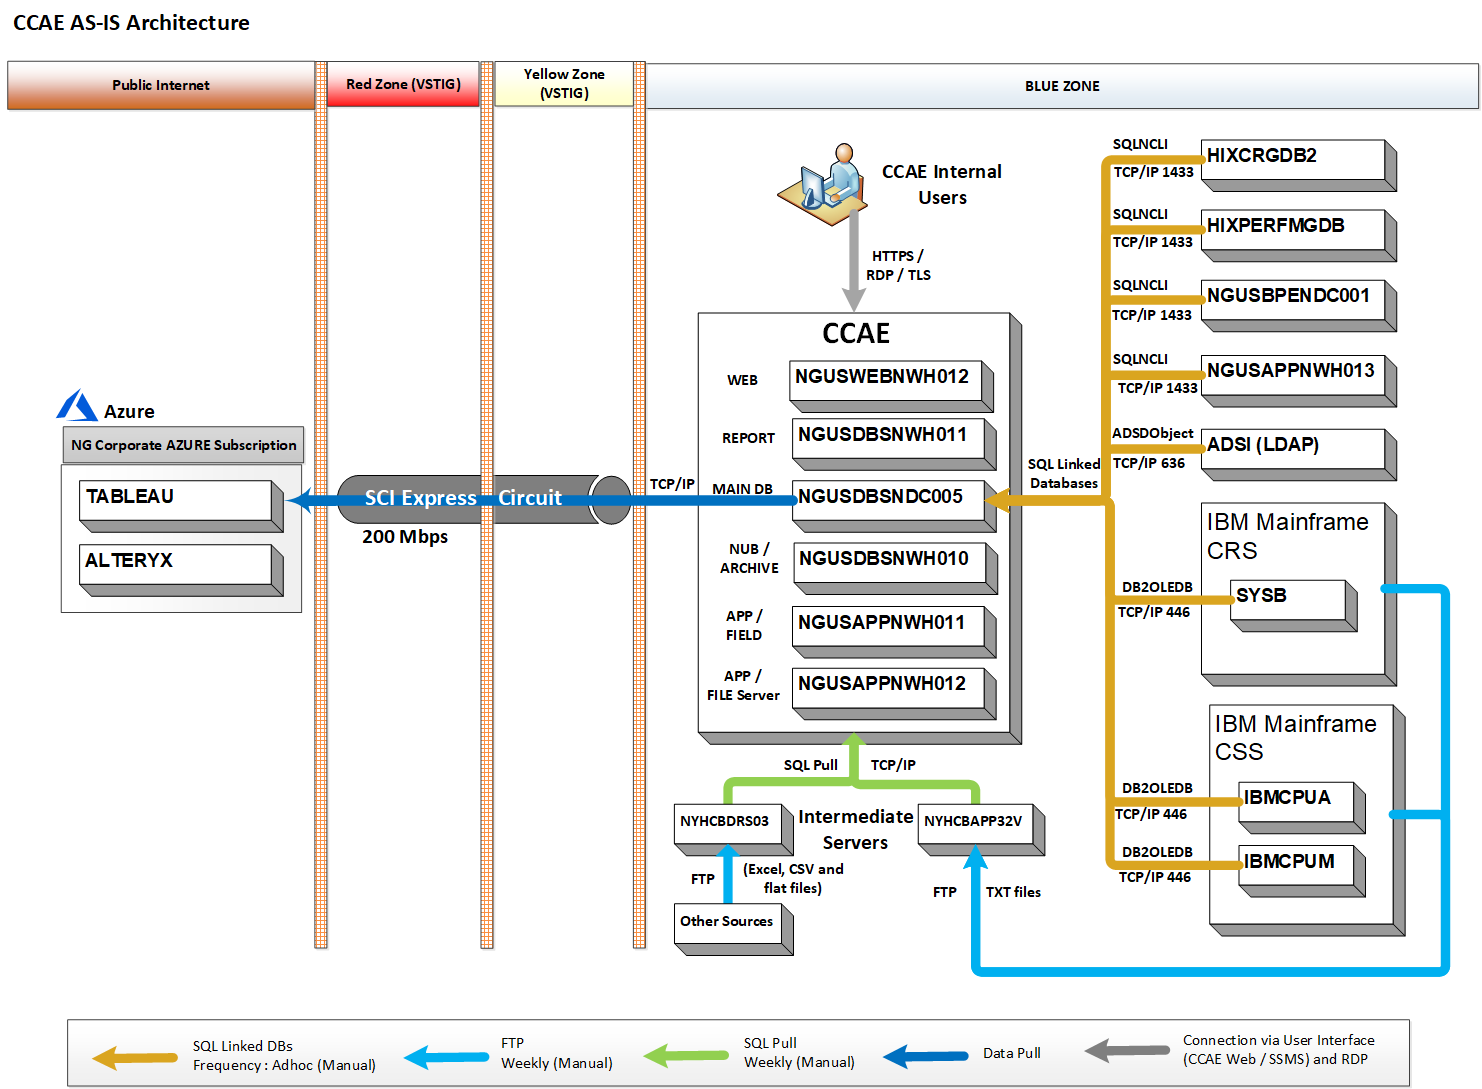 CCAE AS-IS Architecture
Public Internet
Red Zone (VSTIG)
Yellow Zone
(VSTIG)
BLUE ZONE
CCAE Internal
Users
HTTPS /
RDP / TLS
SQLNCLI
TCP/IP 1433
HIXCRGDB2
SQLNCLI
TCP/IP 1433
HIXPERFMGDB
SQLNCLI
TCP/IP 1433
NGUSBPENDC001
SQLNCLI
TCP/IP 1433
NGUSAPPNWH013
ADSDObject
TCP/IP 636
ADSI (LDAP)
SQL Linked
Databases
CCAE
WEB
NGUSWEBNWH012
REPORT
NGUSDBSNWH011
MAIN DB
NGUSDBSNDC005
NUB /
ARCHIVE
NGUSDBSNWH010
APP /
FIELD
NGUSAPPNWH011
APP /
FILE Server
NGUSAPPNWH012
Azure
NG Corporate AZURE Subscription
TABLEAU
ALTERYX
SCI Express Circuit
200 Mbps
TCP/IP
IBM Mainframe
CRS
DB2OLEDB
TCP/IP 446
SYSB
IBM Mainframe
CSS
DB2OLEDB
TCP/IP 446
IBMCPUA
DB2OLEDB
TCP/IP 446
IBMCPUM
SQL Pull
TCP/IP
NYHCBDRS03
Intermediate
Servers
NYHCBAPP32V
FTP
(Excel, CSV and
flat files)
FTP
TXT files
Other Sources
SQL Linked DBs
Frequency : Adhoc (Manual)
FTP
Weekly (Manual)
SQL Pull
Weekly (Manual)
Data Pull
Connection via User Interface
(CCAE Web / SSMS) and RDP